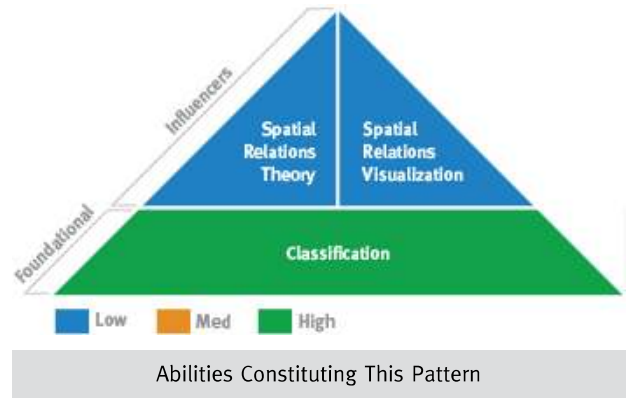 Influencers
Spatial
Relations
Theory
Spatial
Relations
Visualization
Foundational
Classification
Low
Med
High
Abilities Constituting This Pattern